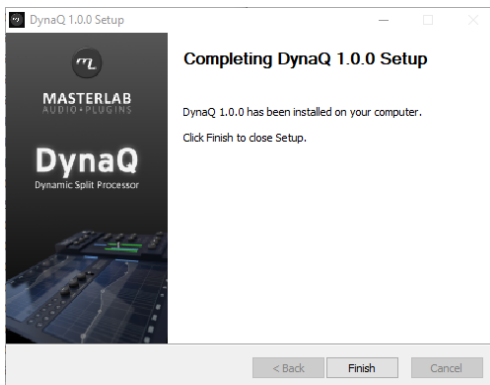 DynaQ 1.0.0 Setup
Completing DynaQ 1.0.0 Setup
MASTERLAB
AUDIO•PLUGINS
DynaQ 1.0.0 has been installed on your computer.
Click Finish to close Setup.
DynaQ
Dynamic Split Processor
< Back
Finish
Cancel